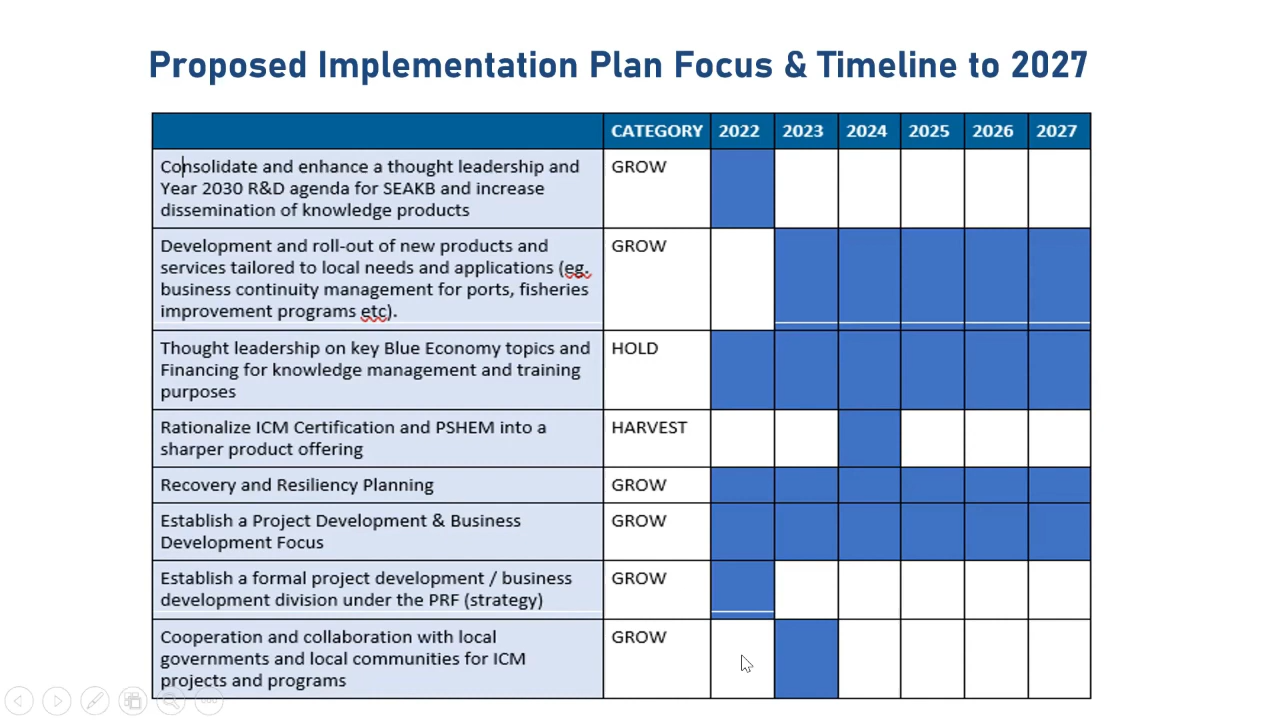 Proposed Implementation Plan Focus & Timeline to 2027
CATEGORY 2022 2023 2024 2025 2026 2027
Consolidate and enhance a thought leadership and GROW
Year 2030 R&D agenda for SEAKB and increase
dissemination of knowledge products
Development and roll-out of new products and GROW
services tailored to local needs and applications (eg.
business continuity management for ports, fisheries
improvement programs etc).
Thought leadership on key Blue Economy topics and HOLD
Financing for knowledge management and training
purposes
Rationalize ICM Certification and PSHEM into a HARVEST
sharper product offering
Recovery and Resiliency Planning GROW
Establish a Project Development & Business GROW
Development Focus
Establish a formal project development / business GROW
development division under the PRF (strategy)
Cooperation and collaboration with local GROW
governments and local communities for ICM
projects and programs